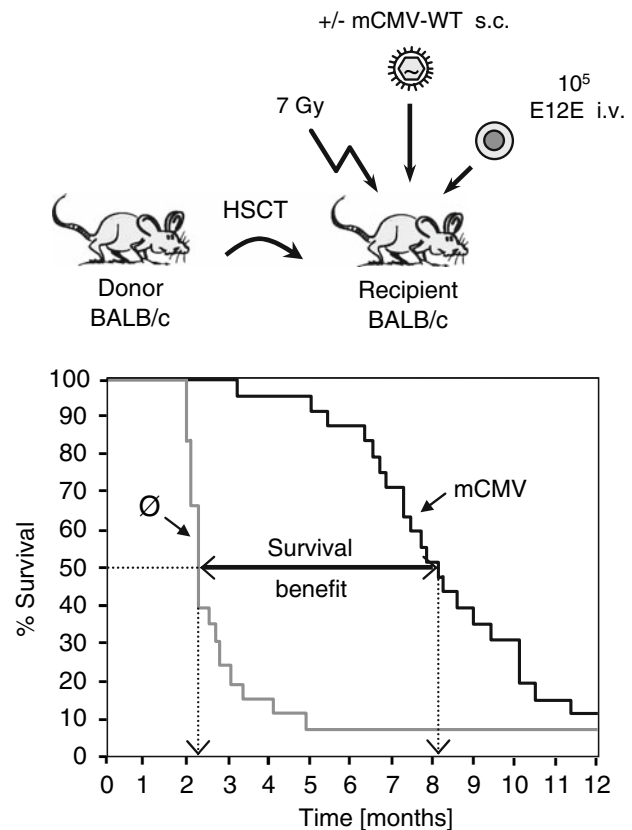 +/- mCMV-WT s.c.
10⁵
E12E i.v.
7 Gy
HSCT
Donor
BALB/c
Recipient
BALB/c
% Survival
100
90
80
70
60
50
40
30
20
10
0
Ø
mCMV
Survival
benefit
0 1 2 3 4 5 6 7 8 9 10 11 12
Time [months]